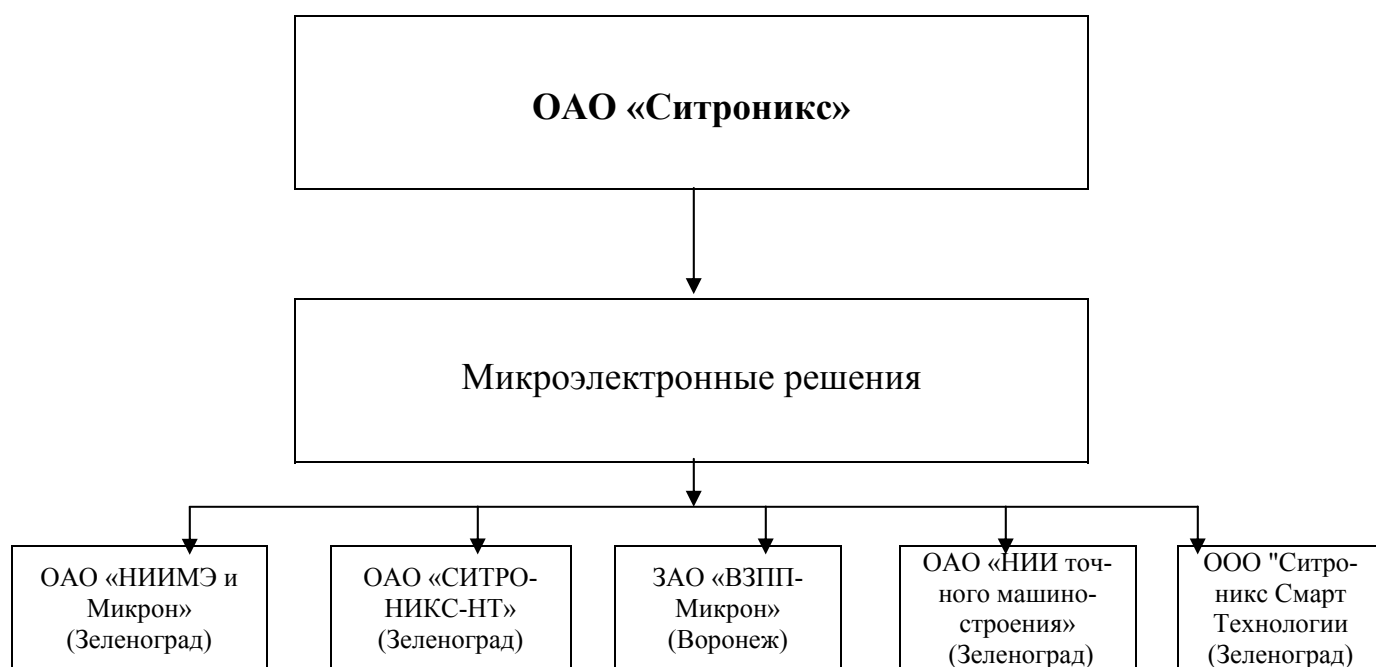 ОАО «Ситроникс»
Микроэлектронные решения
ОАО «НИИМЭ и
Микрон»
(Зеленоград)
ОАО «СИТРО-
НИКС-НТ»
(Зеленоград)
ЗАО «ВЗПП-
Микрон»
(Воронеж)
ОАО «НИИ точ-
ного машино-
строения»
(Зеленоград)
ООО "Ситро-
никс Смарт
Технологии
(Зеленоград)